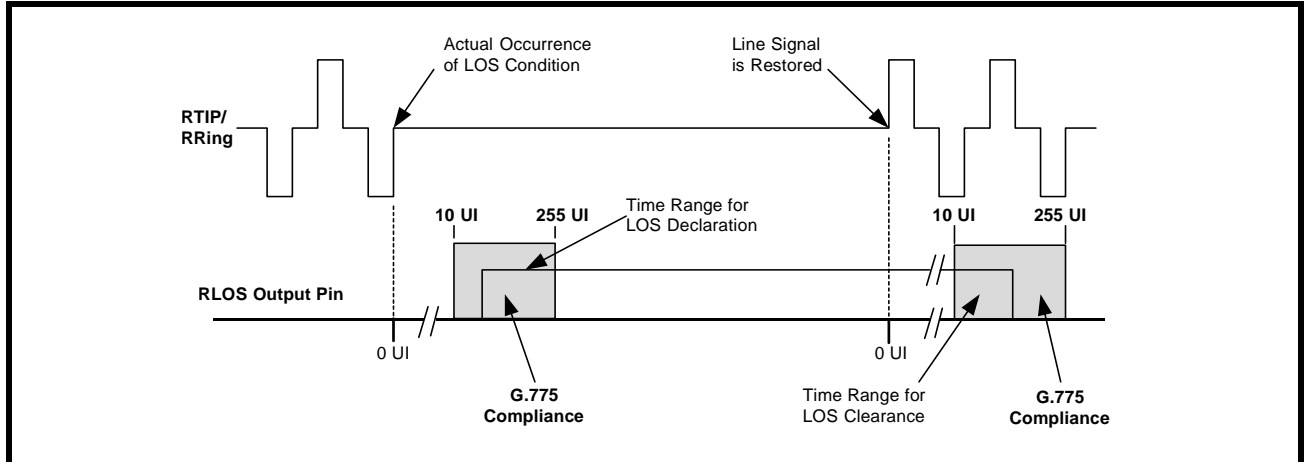 Actual Occurrence
of LOS Condition
Line Signal
is Restored
RTIP/
RRing
10 UI
255 UI
Time Range for
LOS Declaration
10 UI
255 UI
RLOS Output Pin
0 UI
0 UI
G.775
Compliance
Time Range for
LOS Clearance
G.775
Compliance